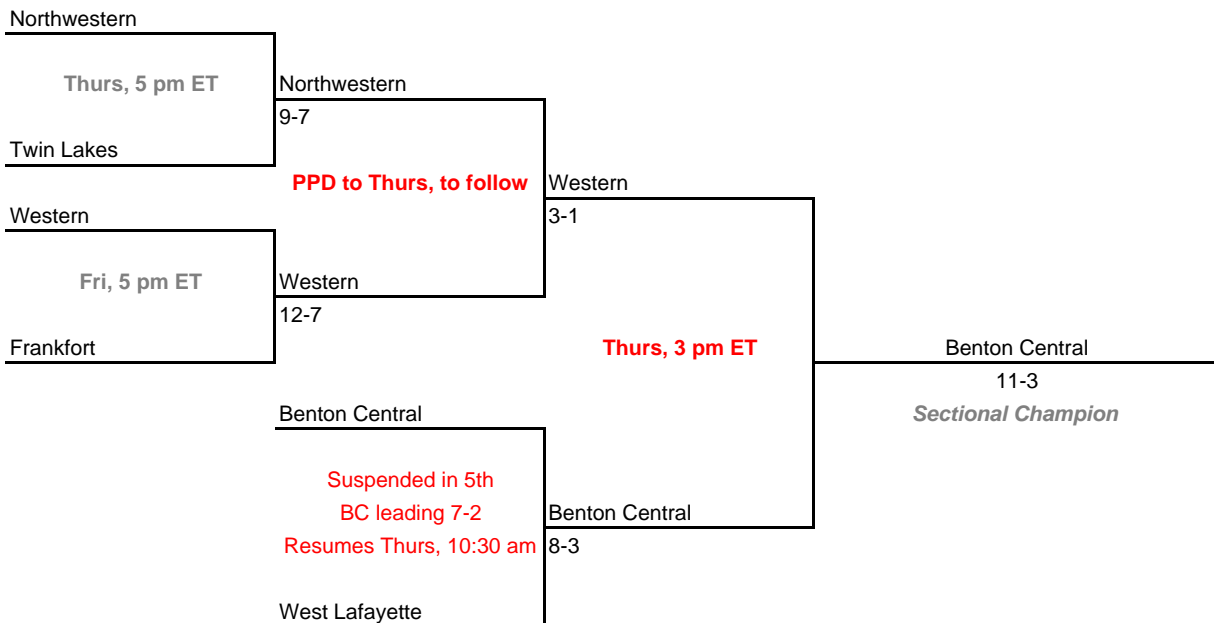 Northwestern
Thurs, 5 pm ET
Northwestern
9-7
Twin Lakes
PPD to Thurs, to follow
Western
3-1
Western
Fri, 5 pm ET
Western
12-7
Frankfort
Thurs, 3 pm ET
Benton Central
11-3
Sectional Champion
Benton Central
Suspended in 5th
BC leading 7-2
Resumes Thurs, 10:30 am
Benton Central
8-3
West Lafayette